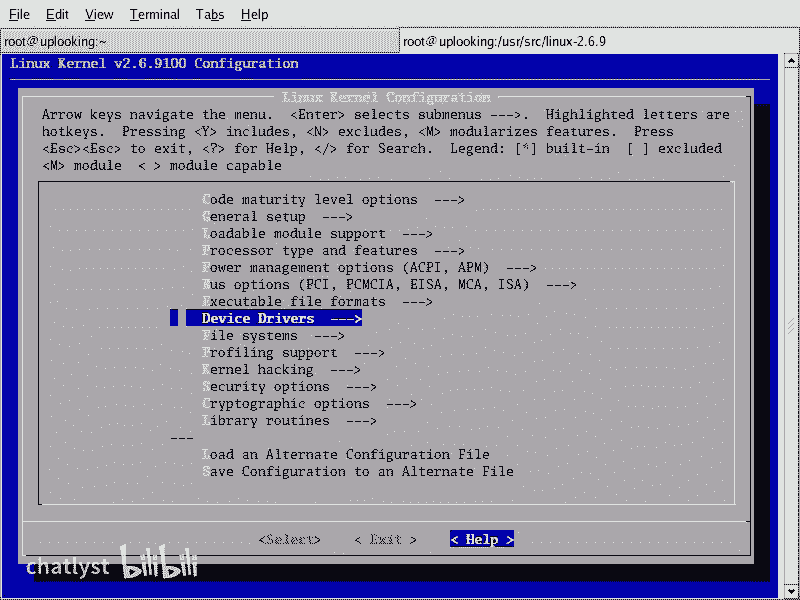 File Edit View Terminal Tabs Help
root@uplooking:~
root@uplooking:/usr/src/linux-2.6.9
Linux Kernel v2.6.9100 Configuration
Linux Kernel Configuration
Arrow keys navigate the menu. <Enter> selects submenus --->. Highlighted letters are
hotkeys. Pressing <Y> includes, <N> excludes, <M> modularizes features. Press
<Esc><Esc> to exit, <?> for Help, </> for Search. Legend: [*] built-in [ ] excluded
<M> module < > module capable
Code maturity level options --->
General setup --->
Loadable module support --->
Processor type and features --->
Power management options (ACPI, APM) --->
Bus options (PCI, PCMCIA, EISA, MCA, ISA) --->
Executable file formats --->
Device Drivers --->
File systems --->
Profiling support --->
Kernel hacking --->
Security options --->
Cryptographic options --->
Library routines --->
---
Load an Alternate Configuration File
Save Configuration to an Alternate File
<Select> < Exit > < Help >
chatlyst bilibili